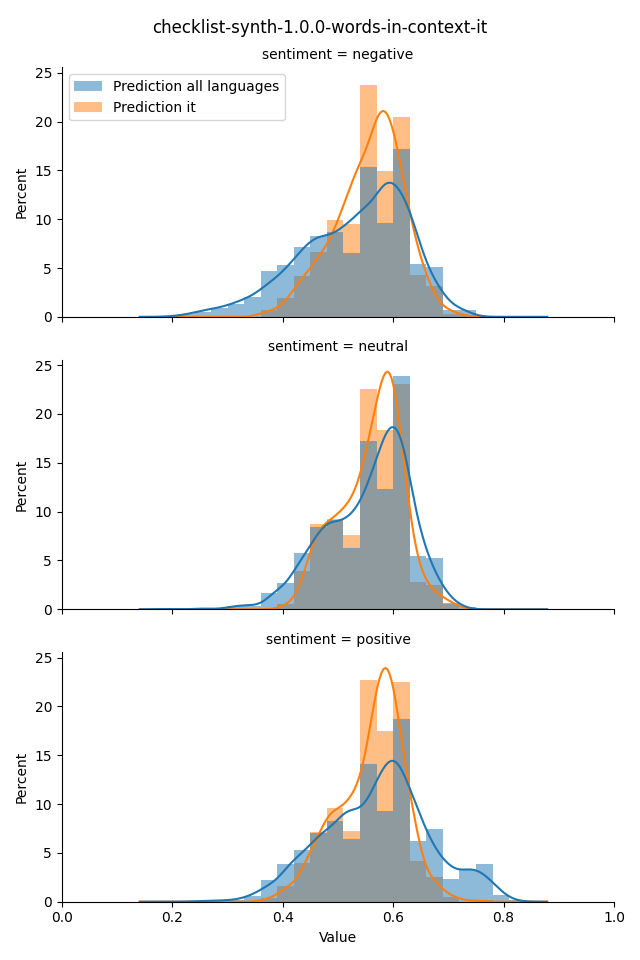 checklist-synth-1.0.0-words-in-context-it
sentiment = negative
Prediction all languages
Prediction it
Percent
25
20
15
10
5
0
sentiment = neutral
Percent
25
20
15
10
5
0
sentiment = positive
Percent
25
20
15
10
5
0
0.0 0.2 0.4 0.6 0.8 1.0
Value